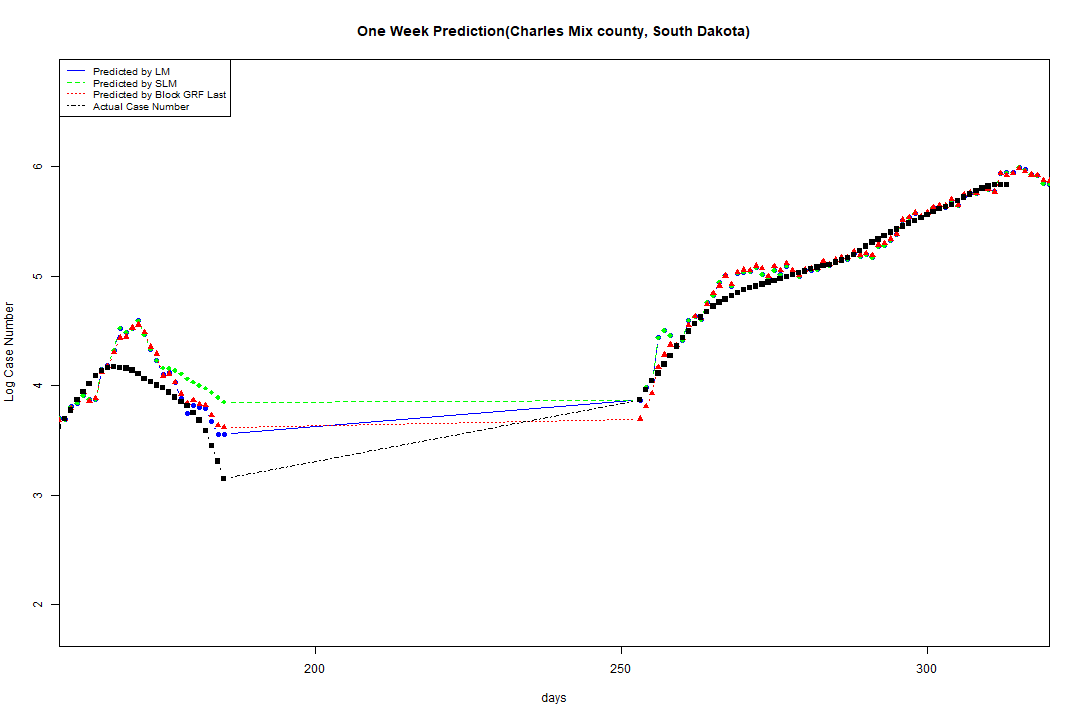 One Week Prediction(Charles Mix county, South Dakota)
Predicted by LM
Predicted by SLM
Predicted by Block GRF Last
Actual Case Number
6
5
4
3
2
Log Case Number
200 250 300
days